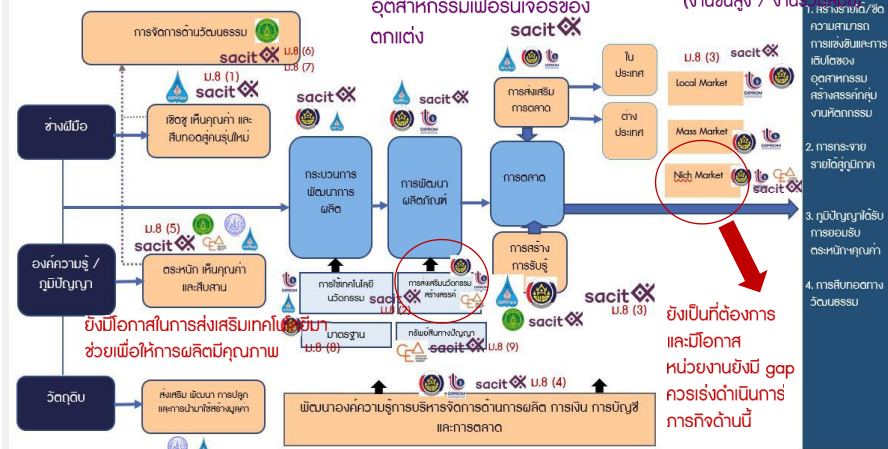 อุตสาหกรรมเฟอร์นิเจอร์ของ
ตกแต่ง
sacit
(งานชั้นสูง / งานร่วมสมัย)
การจัดการด้านวัฒนธรรม
sacit ม.8 (6)
ม.8 (7)
ม.8 (1)
sacit
ช่างฝีมือ
เชิดชู เห็นคุณค่า และ
สืบทอดสู่คนรุ่นใหม่
sacit
sacit
กระบวนการ
พัฒนาการ
ผลิต
การพัฒนา
ผลิตภัณฑ์
การตลาด
DIPROM
การส่งเสริม
การตลาด
ใน
ประเทศ
ต่าง
ประเทศ
ม.8 (3) sacit
Local Market
DIPROM
Mass Market
DIPROM
Nich Market
CEA
sacit
ม.8 (5)
sacit
CEA
องค์ความรู้ /
ภูมิปัญญา
ตระหนัก เห็นคุณค่า
และสืบสาน
การสร้าง
การรับรู้
sacit
sacit
ม.8 (3)
DIPROM
การใช้เทคโนโลยี
นวัตกรรม
sacit
ม.8 (2)
การส่งเสริมนวัตกรรม
สร้างสรรค์
DIPROM
CEA
มาตรฐาน
ม.8 (8)
ทรัพย์สินทางปัญญา
CEA sacit ม.8 (9)
ยังมีโอกาสในการส่งเสริมเทคโนโลยีมา
ช่วยเพื่อให้การผลิตมีคุณภาพ
วัตถุดิบ
ส่งเสริม พัฒนา การปลูก
และการนำมาใช้สร้างมูลค่า
DIPROM sacit ม.8 (4)
พัฒนาองค์ความรู้การบริหารจัดการด้านการผลิต การเงิน การบัญชี
และการตลาด
ยังเป็นที่ต้องการ
และมีโอกาส
หน่วยงานยังมี gap
ควรเร่งดำเนินการ่
ภารกิจด้านนี้
1. สร้างรายได้/ขีด
ความสามารถ
การแข่งขันและการ
เติบโตของ
อุตสาหกรรม
สร้างสรรค์กลุ่ม
งานหัตถกรรม
2. การกระจาย
รายได้สู่ภูมิภาค
3. ภูมิปัญญาได้รับ
การยอมรับ
ตระหนักฯคุณค่า
4. การสืบทอดทาง
วัฒนธรรม